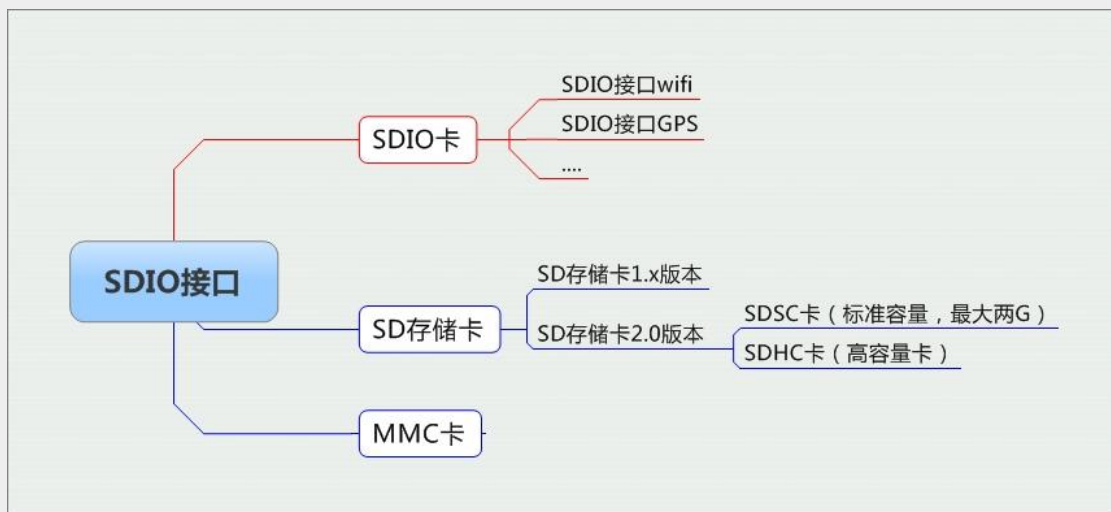 SDIO接口
SDIO卡
SDIO接口wifi
SDIO接口GPS
....
SD存储卡
SD存储卡1.x版本
SD存储卡2.0版本
SDSC卡（标准容量，最大两G）
SDHC卡（高容量卡）
MMC卡